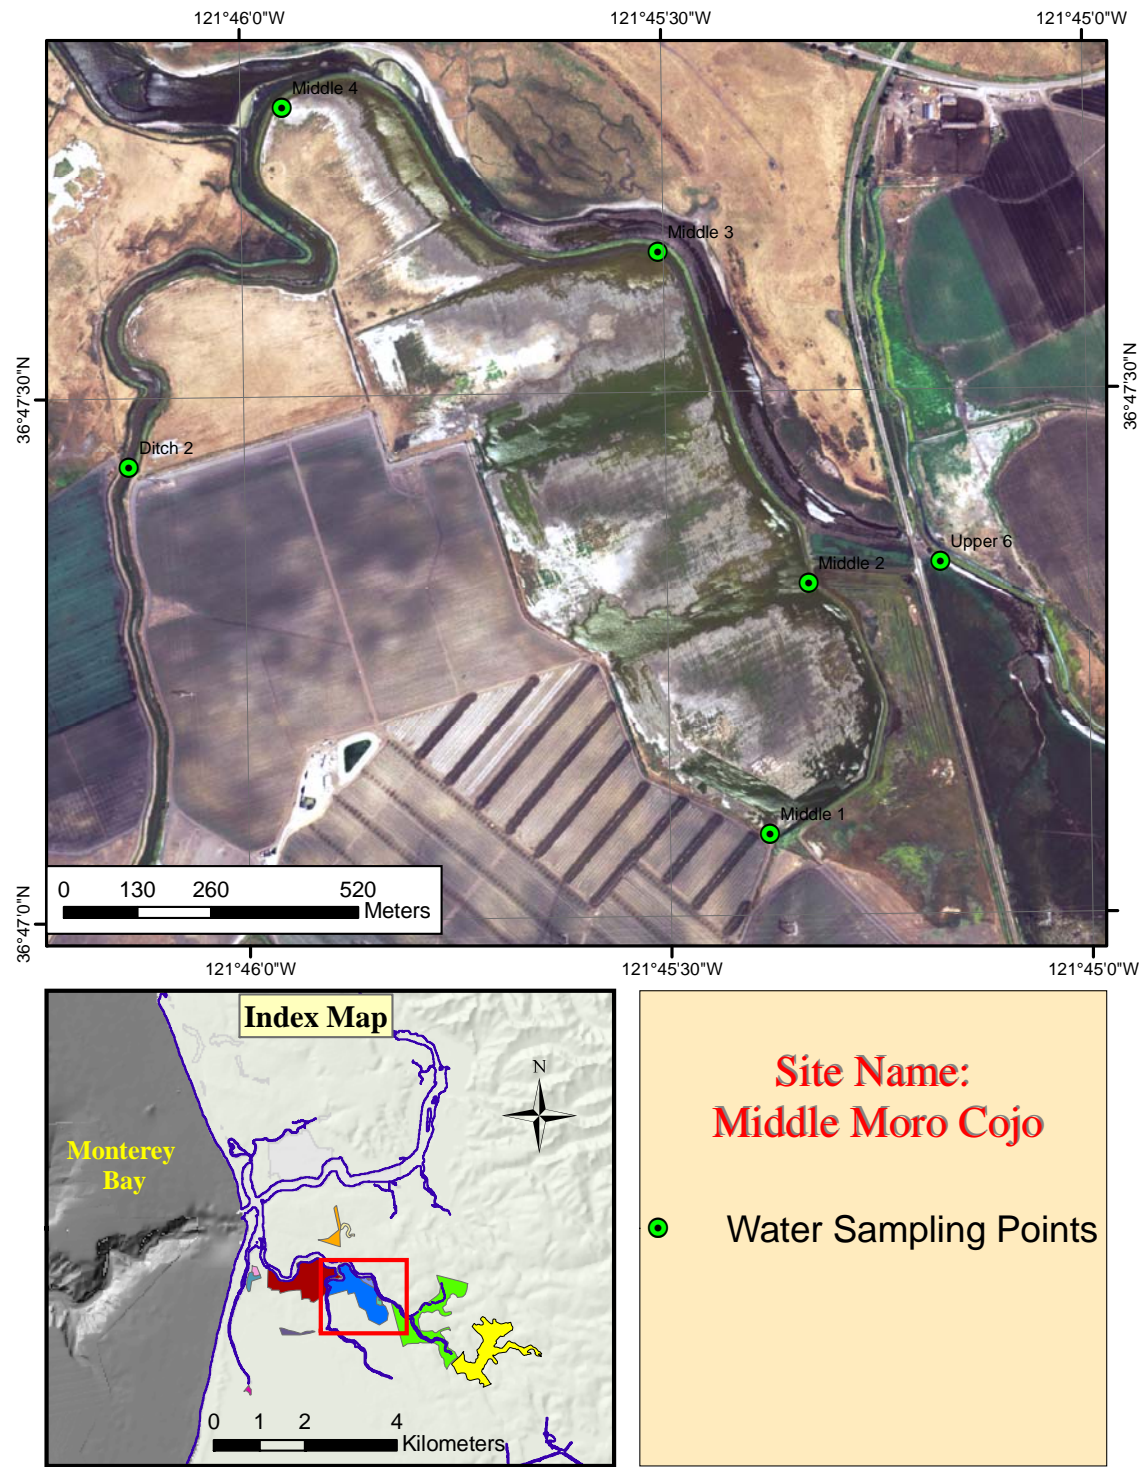 121°46'0"W 121°45'30"W 121°45'0"W
Middle 4
Middle 3
36°47'30"N 36°47'30"N
Ditch 2
Upper 6
Middle 2
Middle 1
0 130 260 520
Meters
36°47'0"N
121°46'0"W 121°45'30"W 121°45'0"W
Index Map
N
Monterey
Bay
0 1 2 4
Kilometers
Site Name:
Middle Moro Cojo
Water Sampling Points